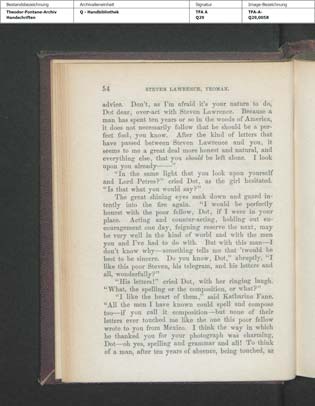 Bestandsbezeichnung Archivalieneinheit Signatur Image-Bezeichnung
Theodor-Fontane-Archiv Q - Handbibliothek TFA A TFA-A-
Handschriften Q29 Q29_0058
54 STEVEN LAWRENCE, YEOMAN.
advice. Don't, as I'm afraid it's your nature to do,
Dot dear, over-act with Steven Lawrence. Because a
man has spent ten years or so in the woods of America,
it does not necessarily follow that he should be a per-
fect fool, you know. After the kind of letters that
have passed between Steven Lawrence and you, it
seems to me a great deal more honest and natural, and
everything else, that you should be left alone. I look
upon you already——"
"In the same light that you look upon yourself
and Lord Petres?" cried Dot, as the girl hesitated.
"Is that what you would say?"
The great shining eyes sank down and gazed in-
tently into the fire again. "I would be perfectly
honest with the poor fellow, Dot, if I were in your
place. Acting and counter-acting, holding out en-
couragement one day, feigning reserve the next, may
be very well in the kind of world and with the men
you and I've had to do with. But with this man—I
don't know why—something tells me that 'twould be
best to be sincere. Do you know, Dot," abruptly, "I
like this poor Steven, his telegram, and his letters and
all, wonderfully?"
"His letters!" cried Dot, with her ringing laugh.
"What, the spelling or the composition, or what?"
"I like the heart of them," said Katharine Fane.
"All the men I have known could spell and compose
too—if you call it composition—but none of their
letters ever touched me like the one this poor fellow
wrote to you from Mexico. I think the way in which
he thanked you for your photograph was charming,
Dot—oh yes, spelling and grammar and all! To think
of a man, after ten years of absence, being touched, as